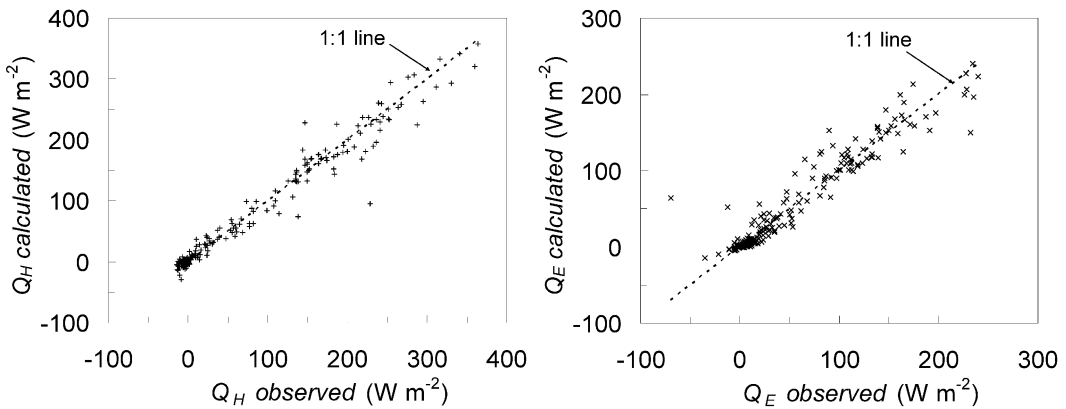 400
300
200
100
0
-100
-100 0 100 200 300 400
Q_H calculated (W m⁻²)
Q_H observed (W m⁻²)
1:1 line
300
200
100
0
-100
-100 0 100 200 300
Q_E calculated (W m⁻²)
Q_E observed (W m⁻²)
1:1 line